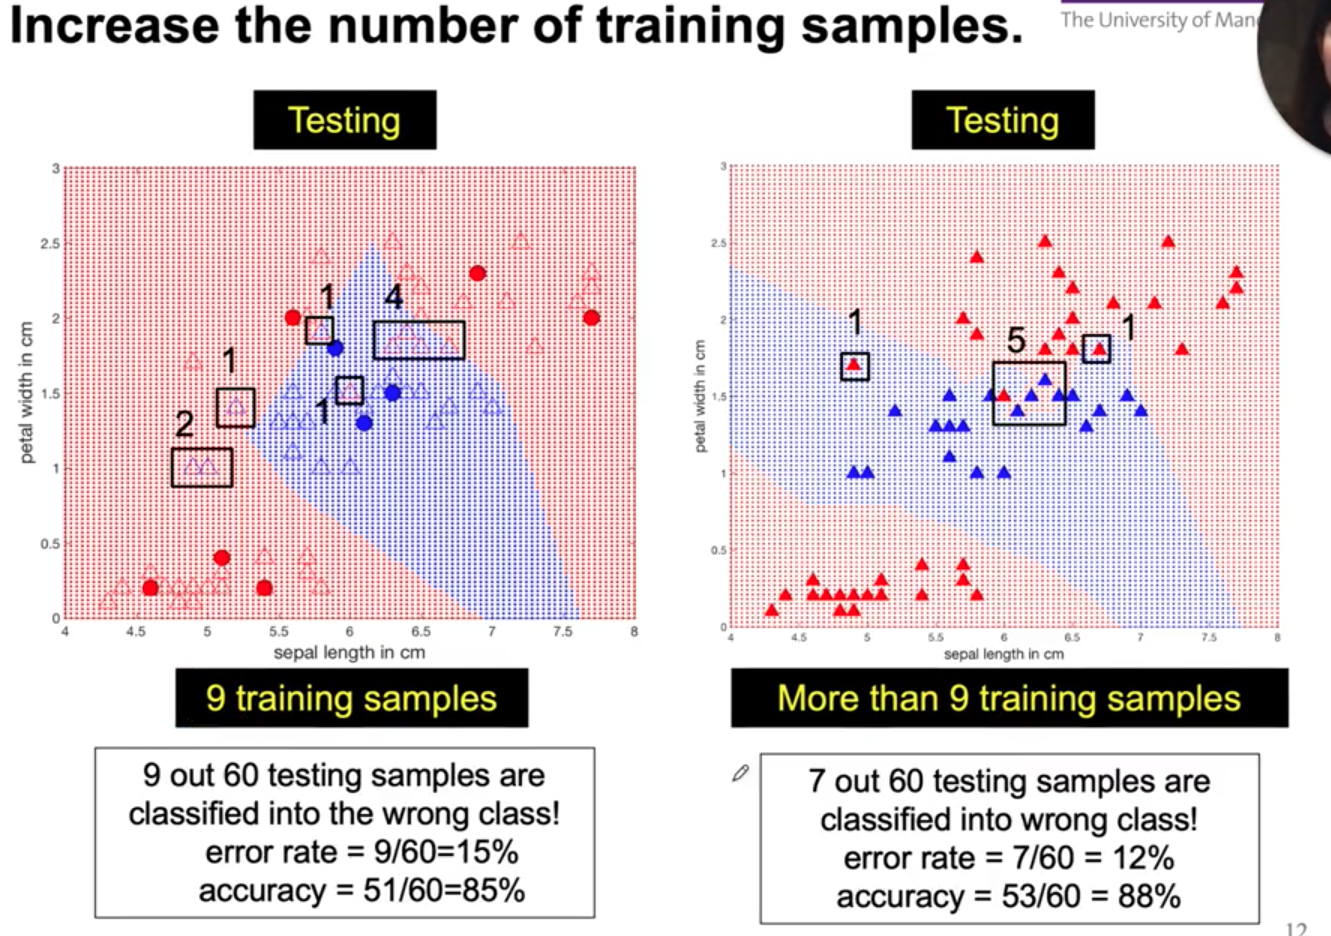 Increase the number of training samples.
The University of Man
Testing
3
2.5
2
1.5
1
0.5
0
petal width in cm
1
4
1
1
2
4
4.5
5
5.5
6
6.5
7
7.5
8
sepal length in cm
9 training samples
9 out 60 testing samples are
classified into the wrong class!
error rate = 9/60=15%
accuracy = 51/60=85%
Testing
3
2.5
2
1.5
1
0.5
0
petal width in cm
1
5
1
4
4.5
5
5.5
6
6.5
7
7.5
8
sepal length in cm
More than 9 training samples
7 out 60 testing samples are
classified into wrong class!
error rate = 7/60 = 12%
accuracy = 53/60 = 88%
12